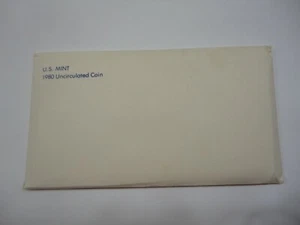 U.S. MINT
1980 Uncirculated Coin